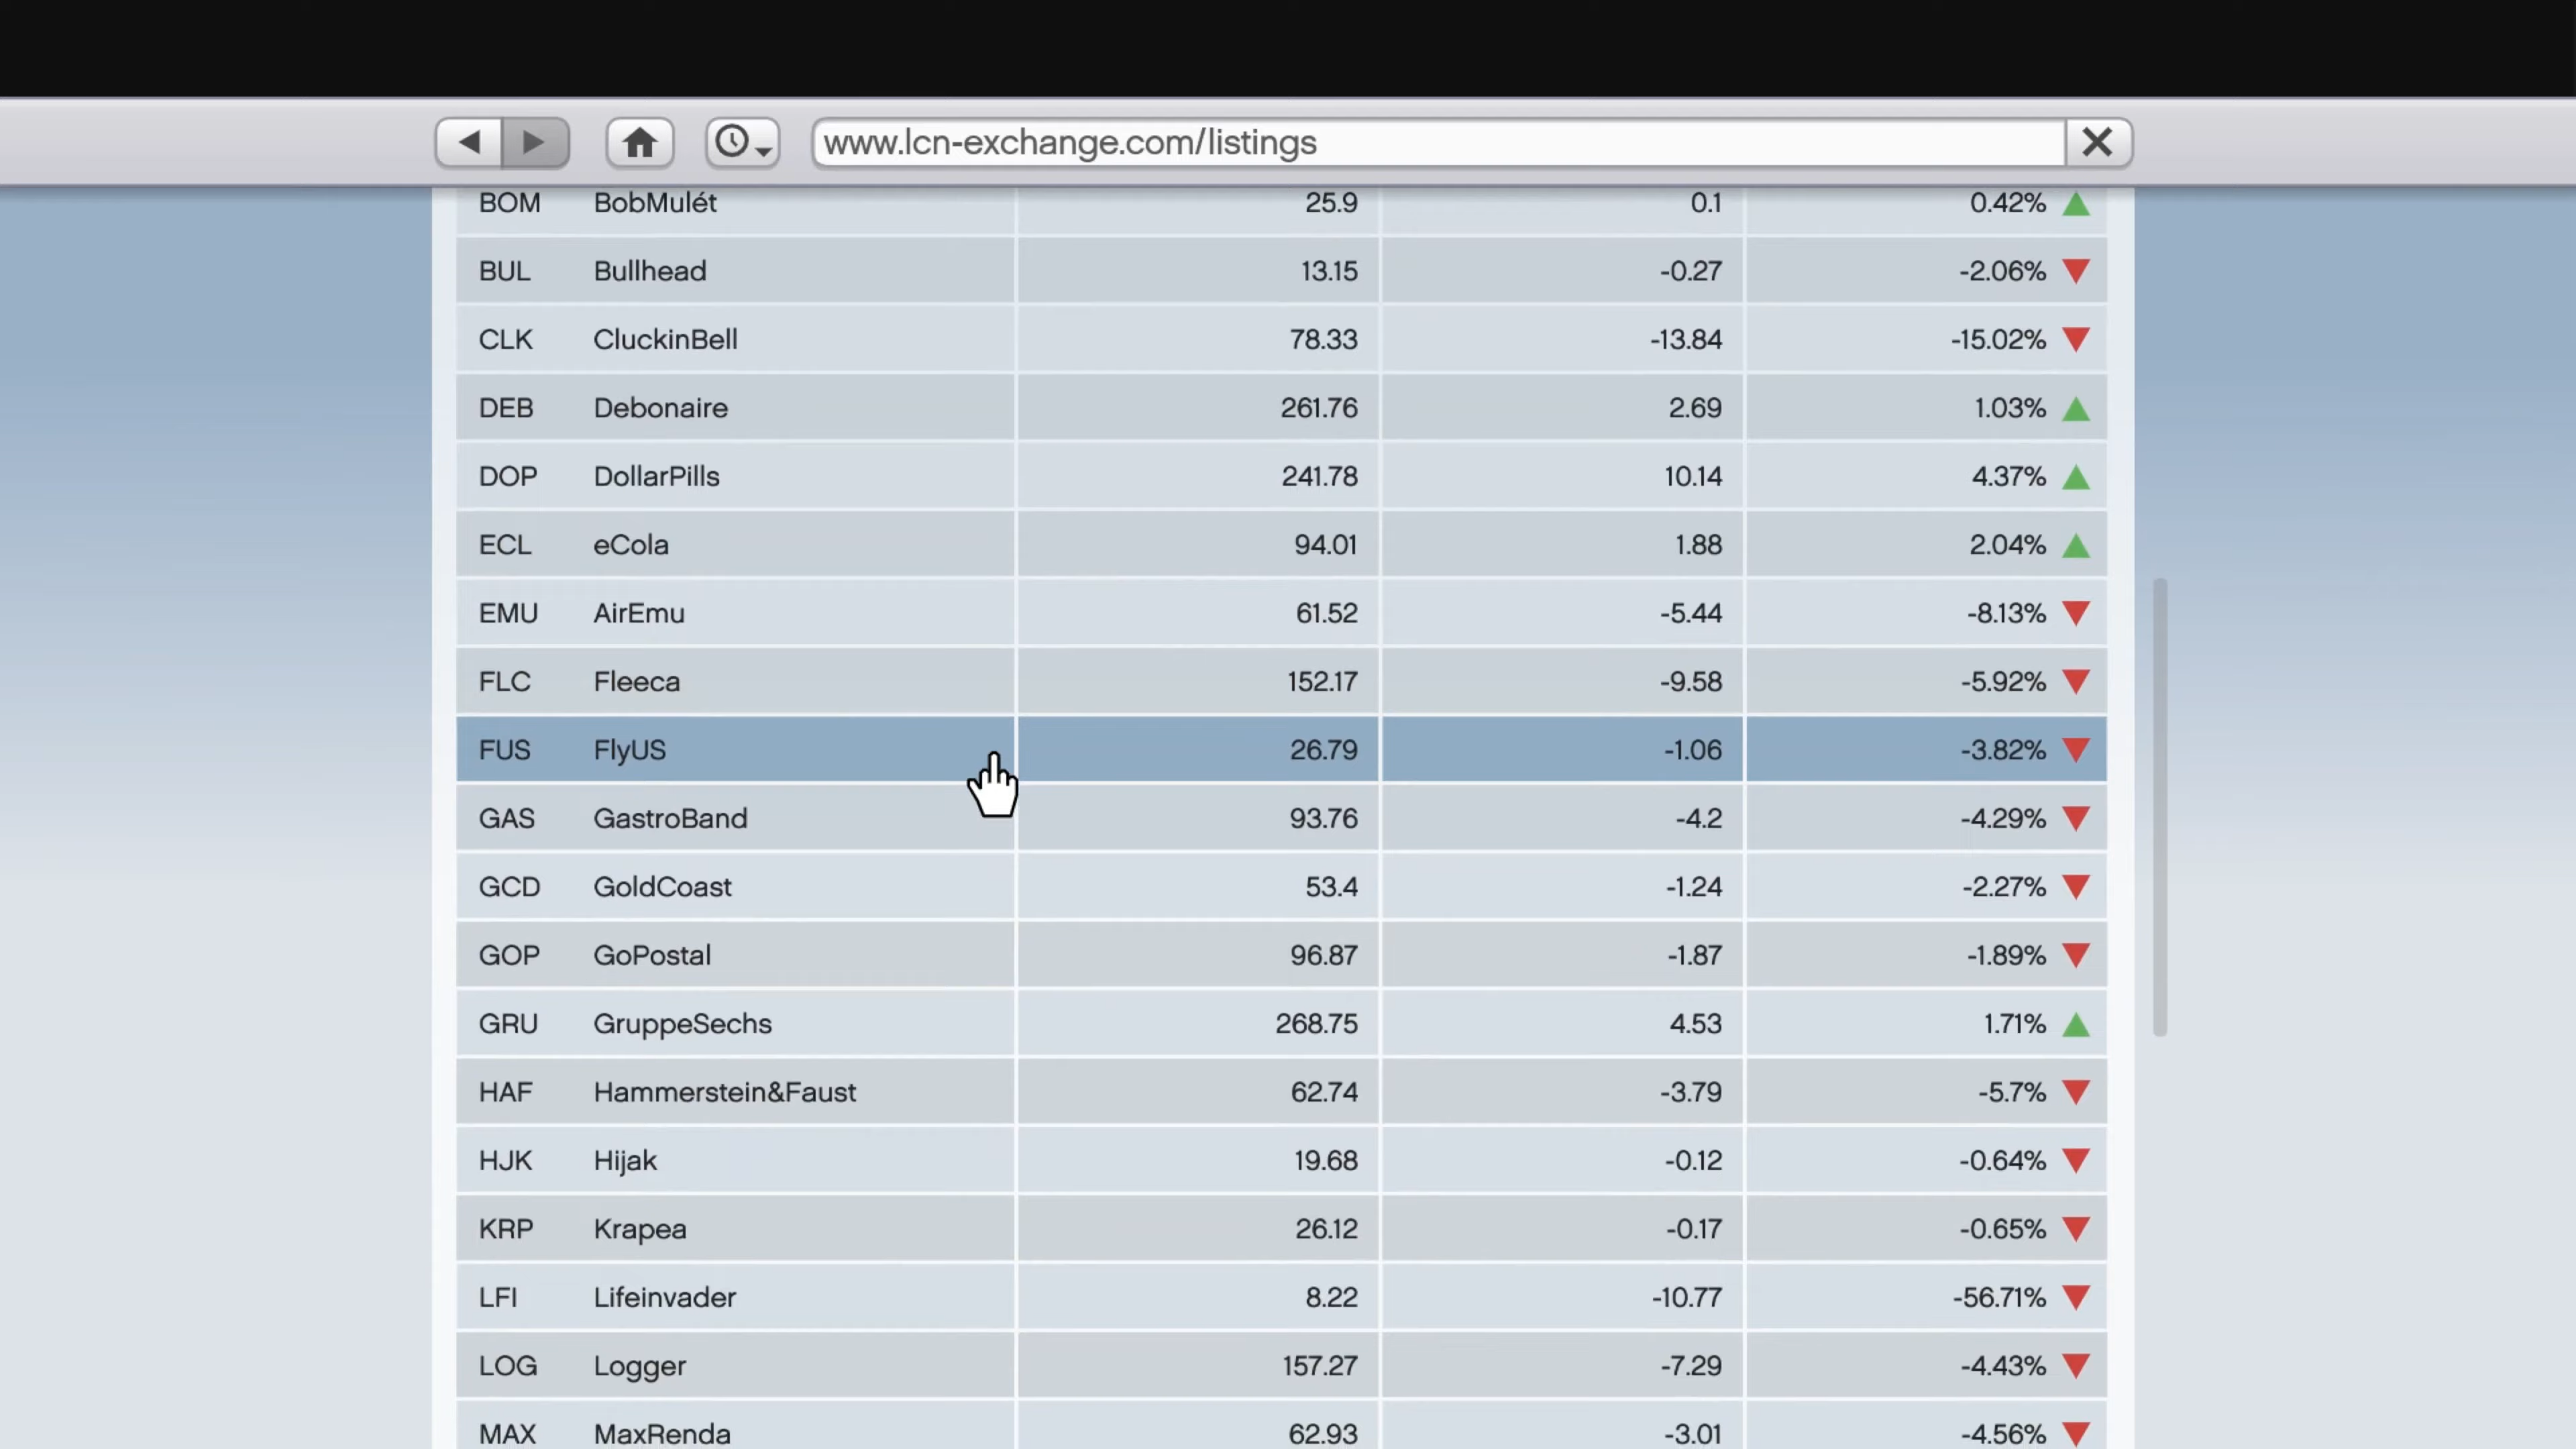 www.lcn-exchange.com/listings
BOM BobMulét 25.9 0.1 0.42%
BUL Bullhead 13.15 -0.27 -2.06%
CLK CluckinBell 78.33 -13.84 -15.02%
DEB Debonaire 261.76 2.69 1.03%
DOP DollarPills 241.78 10.14 4.37%
ECL eCola 94.01 1.88 2.04%
EMU AirEmu 61.52 -5.44 -8.13%
FLC Fleeca 152.17 -9.58 -5.92%
FUS FlyUS 26.79 -1.06 -3.82%
GAS GastroBand 93.76 -4.2 -4.29%
GCD GoldCoast 53.4 -1.24 -2.27%
GOP GoPostal 96.87 -1.87 -1.89%
GRU GruppeSechs 268.75 4.53 1.71%
HAF Hammerstein&Faust 62.74 -3.79 -5.7%
HJK Hijak 19.68 -0.12 -0.64%
KRP Krapea 26.12 -0.17 -0.65%
LFI Lifeinvader 8.22 -10.77 -56.71%
LOG Logger 157.27 -7.29 -4.43%
MAX MaxRenda 62.93 -3.01 -4.56%